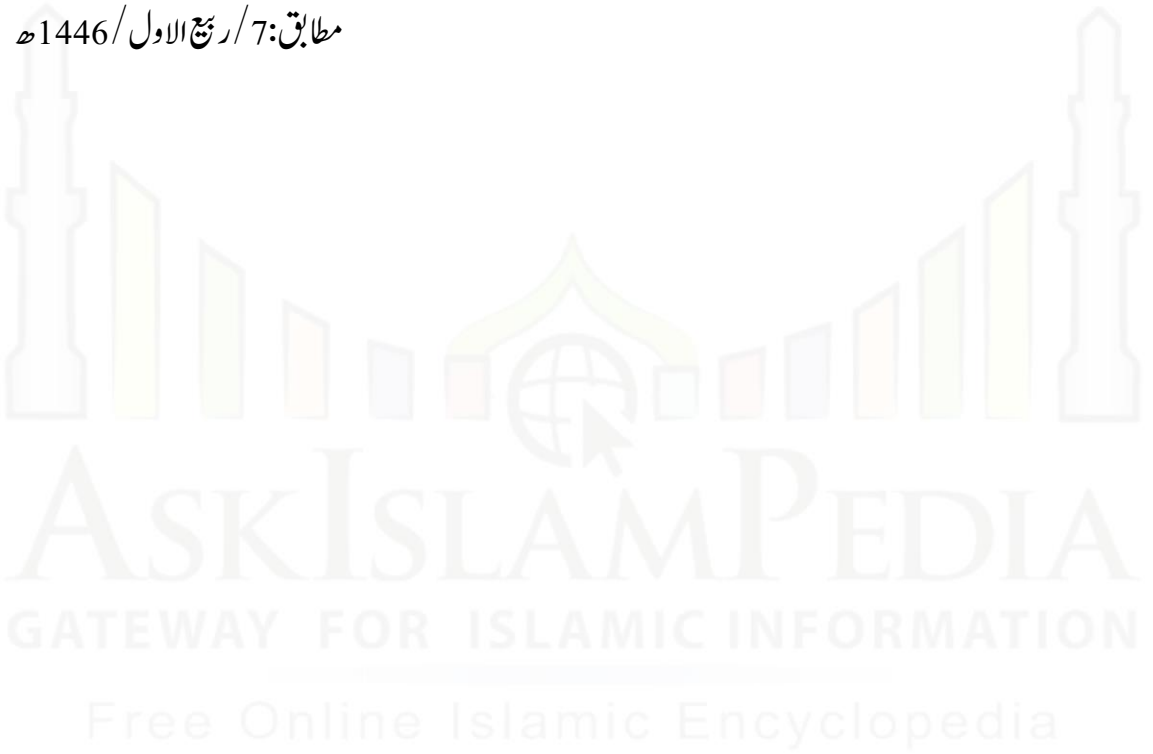 مطابق:7/ربیع الاول/1446ھ
ASKISLAMPEDIA
GATEWAY FOR ISLAMIC INFORMATION
Free Online Islamic Encyclopedia